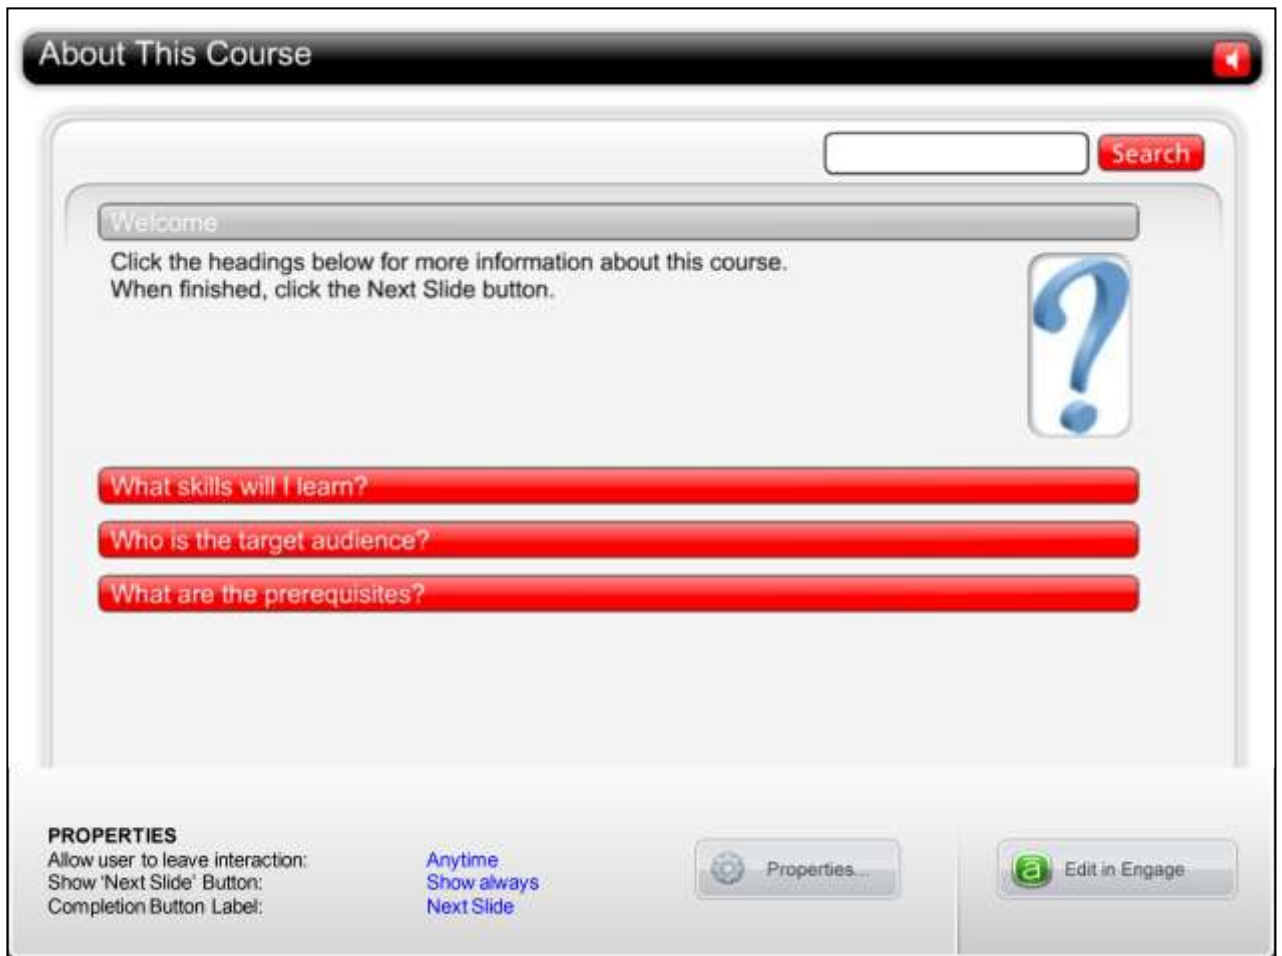 About This Course
Search
Welcome
Click the headings below for more information about this course.
When finished, click the Next Slide button.
What skills will I learn?
Who is the target audience?
What are the prerequisites?
PROPERTIES
Allow user to leave interaction: Anytime
Show 'Next Slide' Button: Show always
Completion Button Label: Next Slide
Properties...
Edit in Engage